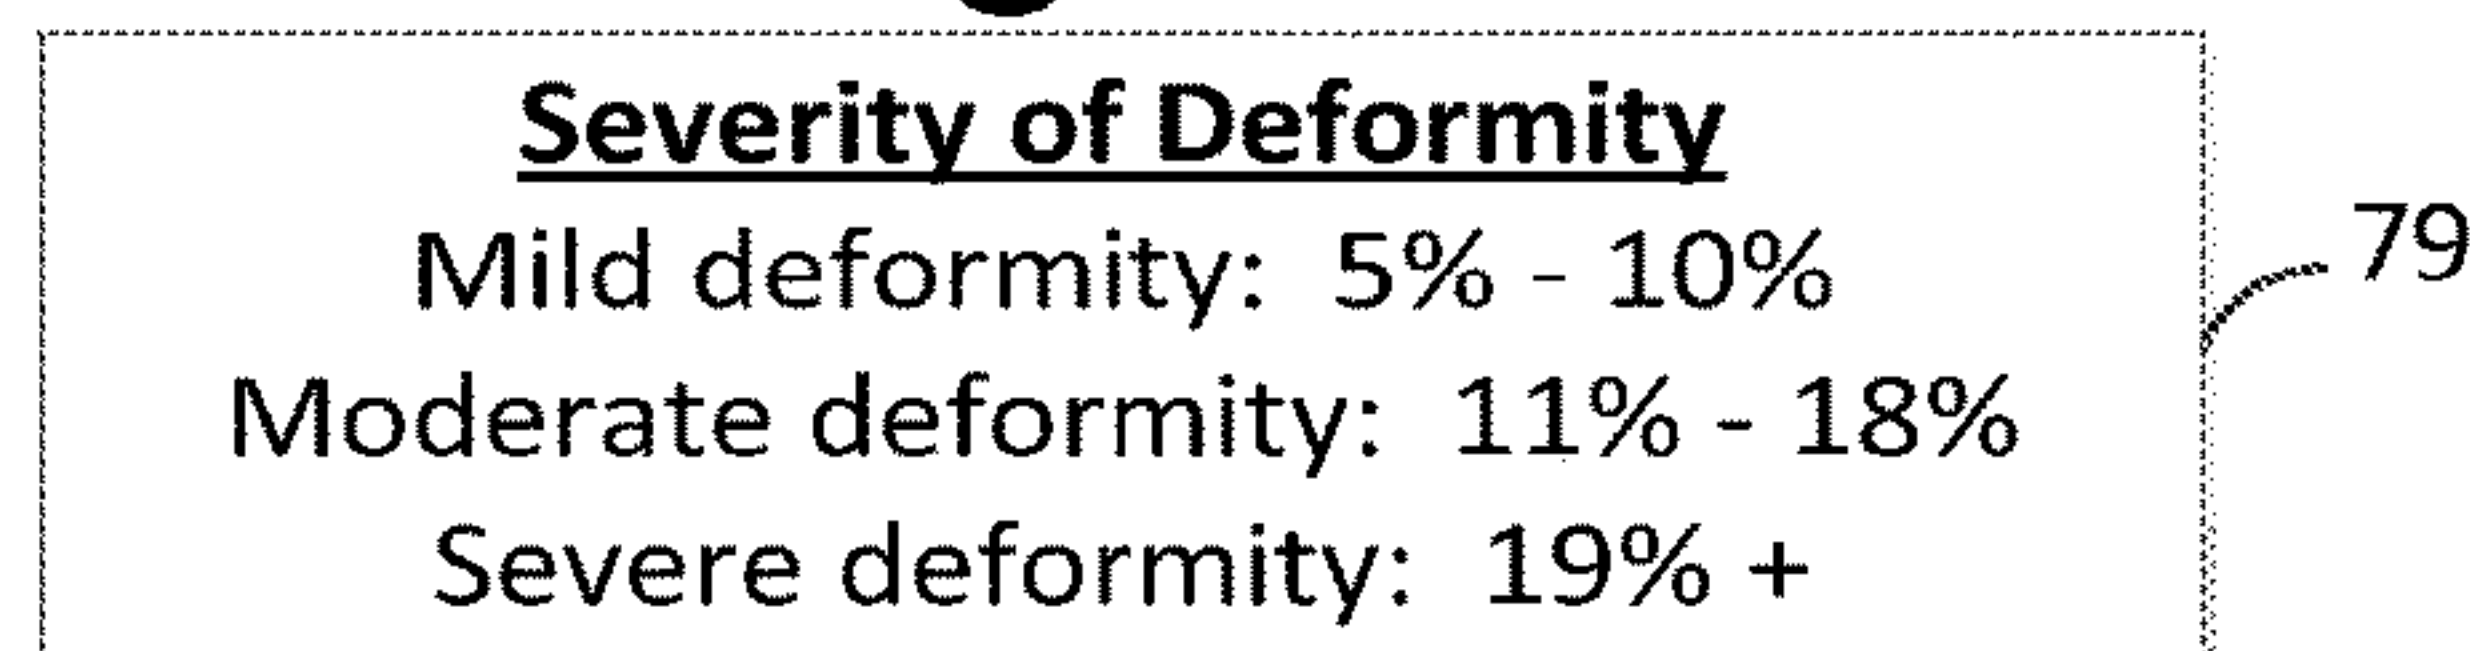 Severity of Deformity
Mild deformity: 5% - 10%
79
Moderate deformity: 11% - 18%
Severe deformity: 19% +